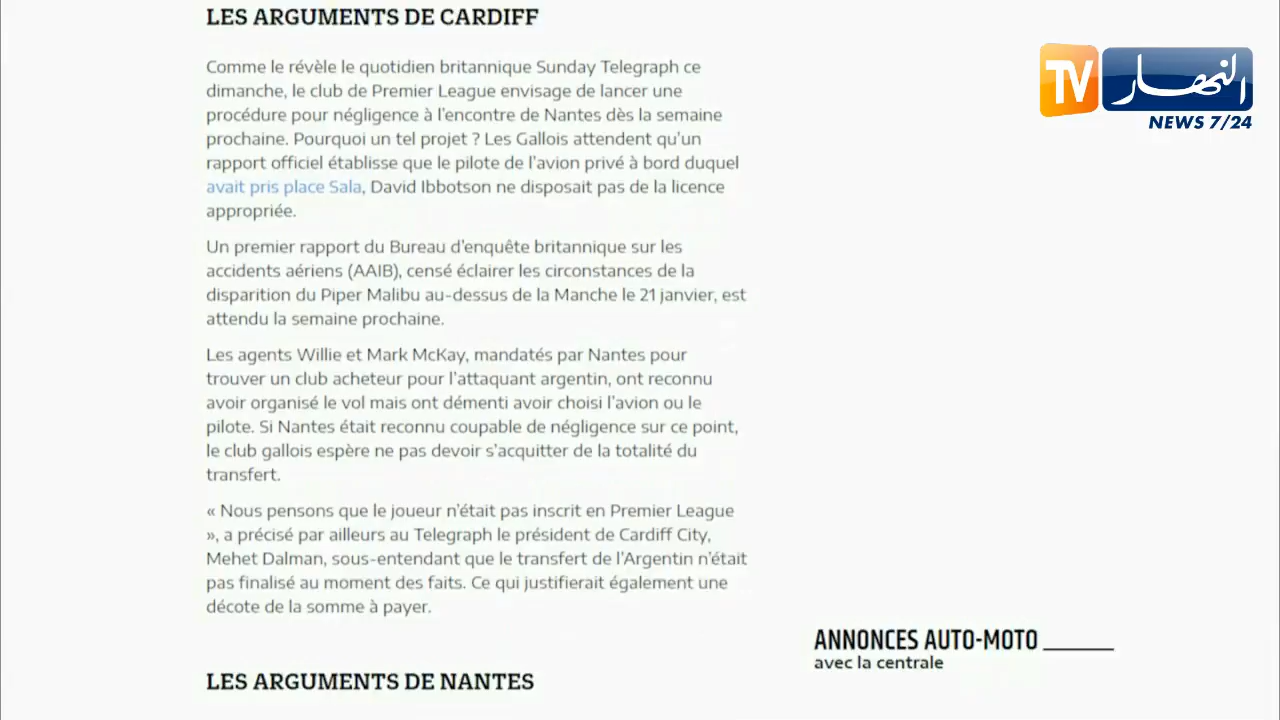 LES ARGUMENTS DE CARDIFF
Comme le révèle le quotidien britannique Sunday Telegraph ce
dimanche, le club de Premier League envisage de lancer une
procédure pour négligence à l'encontre de Nantes dès la semaine
prochaine. Pourquoi un tel projet ? Les Gallois attendent qu'un
rapport officiel établisse que le pilote de l'avion privé à bord duquel
avait pris place Sala, David Ibbotson ne disposait pas de la licence
appropriée.
Un premier rapport du Bureau d'enquête britannique sur les
accidents aériens (AAIB), censé éclairer les circonstances de la
disparition du Piper Malibu au-dessus de la Manche le 21 janvier, est
attendu la semaine prochaine.
Les agents Willie et Mark McKay, mandatés par Nantes pour
trouver un club acheteur pour l'attaquant argentin, ont reconnu
avoir organisé le vol mais ont démenti avoir choisi l'avion ou le
pilote. Si Nantes était reconnu coupable de négligence sur ce point,
le club gallois espère ne pas devoir s'acquitter de la totalité du
transfert.
« Nous pensons que le joueur n'était pas inscrit en Premier League
», a précisé par ailleurs au Telegraph le président de Cardiff City,
Mehet Dalman, sous-entendant que le transfert de l'Argentin n'était
pas finalisé au moment des faits. Ce qui justifierait également une
décote de la somme à payer.
LES ARGUMENTS DE NANTES
TV النهار
NEWS 7/24
ANNONCES AUTO-MOTO
avec la centrale